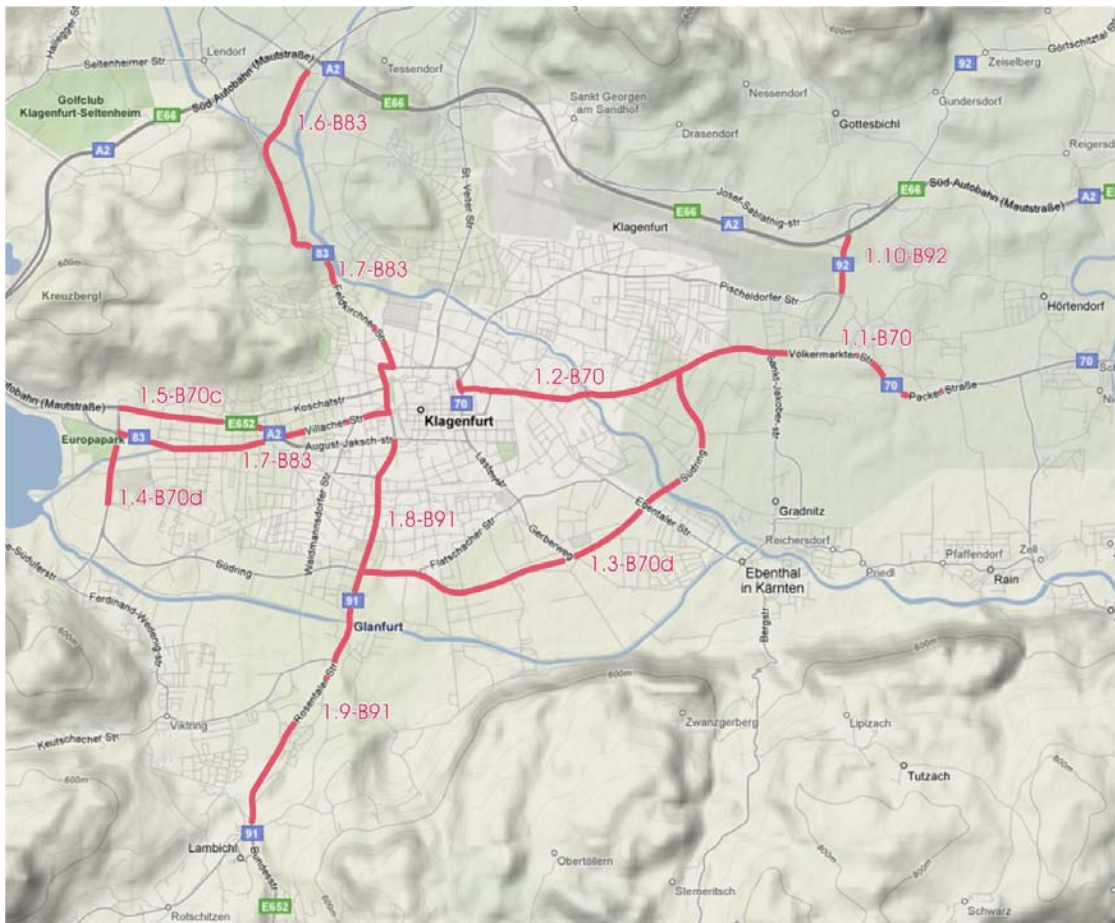 Hallegger Str
Lendorf
Seltenheimer Str
Süd Autobahn (Mautstraße)
A2
Tessendorf
E66
92
Zeiselberg
Görtschitztal
Golfclub
Klagenfurt-Seltenheim
E66
A2
1.6-B83
Sankt Georgen
am Sandhof
Nessendorf
Gundersdorf
Gottesbichl
Drasendorf
Reigersd
St. Veiter Str
Josef-Sablatnig-str
E66
Süd-Autobahn (Mautstraße)
A2
Klagenfurt
E66
A2
600m
Kreuzbergl
83
1.7-B83
92
1.10-B92
Pischeldorfer Str
Hörtendorf
Feldkirchner Str
1.1-B70
Völkermarkter Str
70
Packer Straße
70
1.2-B70
70
Klagenfurt
1.5-B70c
Koschatstr
E652
Villacher Str
A2
August-Jaksch-str
utobahn (Mautstraße)
Europapark
83
1.7-B83
1.4-B70d
Lastenstr
Sankt-Jakober-str
Südring
Gradnitz
Waidmannsdorfer Str
1.8-B91
Flatschacher Str
Gerberweg
Ebentaler Str
1.3-B70d
Reichersdorf
Priedl
Pfaffendorf
Zell
Rain
Ebenthal
in Kärnten
Südring
e-Süduferstr
Ferdinand-Wedenig-str
91
Glanfurt
Bergstr
600m
600m
Rosentaler Str
1.9-B91
Viktring
Keutschacher Str
600m
Zwanzgerberg
Lipizach
Tutzach
600m
91
Lambichl
Bundesstr
E652
Rotschitzen
Obertöllern
Stemeritsch
Schwarz